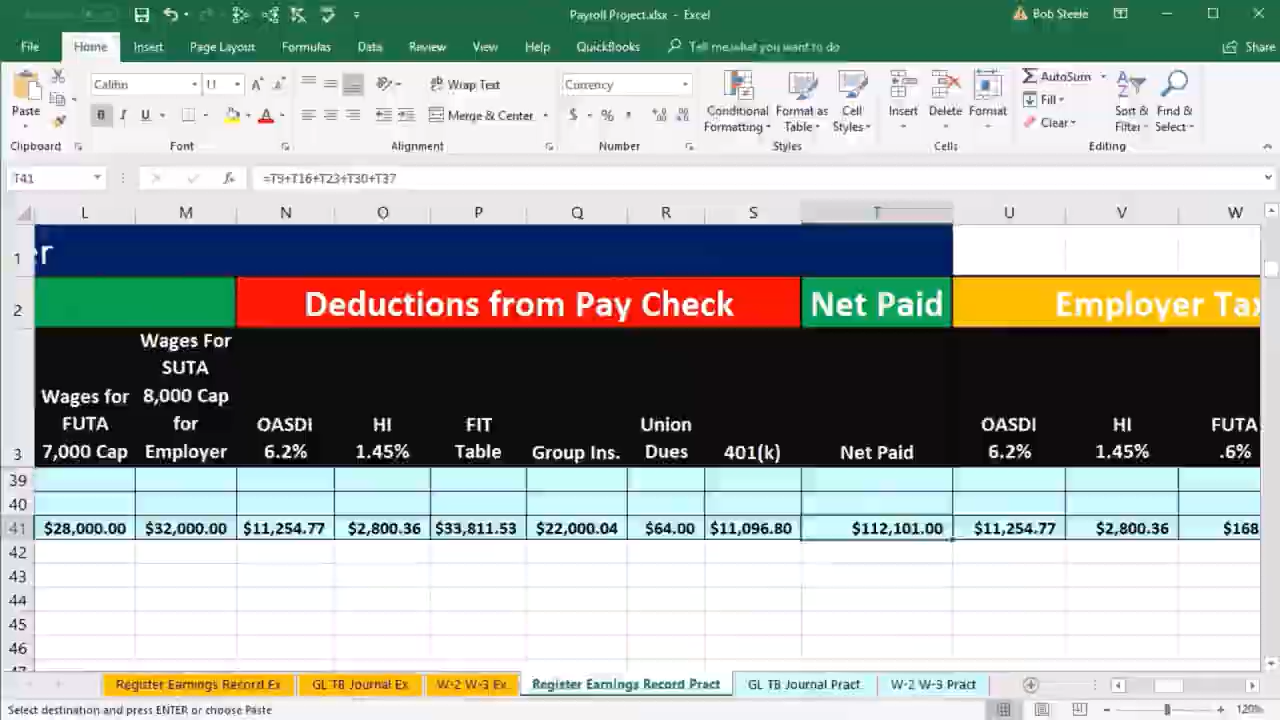 Payroll Project.xlsx - Excel
Bob Steele
File Home Insert Page Layout Formulas Data Review View Help QuickBooks Tell me what you want to do Share
Calibri 11 Wrap Text Currency AutoSum
Paste B I U Merge & Center $ % Conditional Formatting Format as Table Cell Styles Insert Delete Format Fill Clear Sort & Filter Find & Select
Clipboard Font Alignment Number Styles Cells Editing
T41 fx =T9+T16+T23+T30+T37
L M N O P Q R S T U V W
1 er
2 Deductions from Pay Check Net Paid Employer Tax
Wages For
SUTA
Wages for 8,000 Cap
FUTA for OASDI HI FIT Union OASDI HI FUTA
3 7,000 Cap Employer 6.2% 1.45% Table Group Ins. Dues 401(k) Net Paid 6.2% 1.45% .6%
39
40
41 $28,000.00 $32,000.00 $11,254.77 $2,800.36 $33,811.53 $22,000.04 $64.00 $11,096.80 $112,101.00 $11,254.77 $2,800.36 $168
42
43
44
45
46
47
Register Earnings Record Ex GL TB Journal Ex W-2 W-3 Ex Register Earnings Record Pract GL TB Journal Pract W-2 W-3 Pract
Select destination and press ENTER or choose Paste 120%